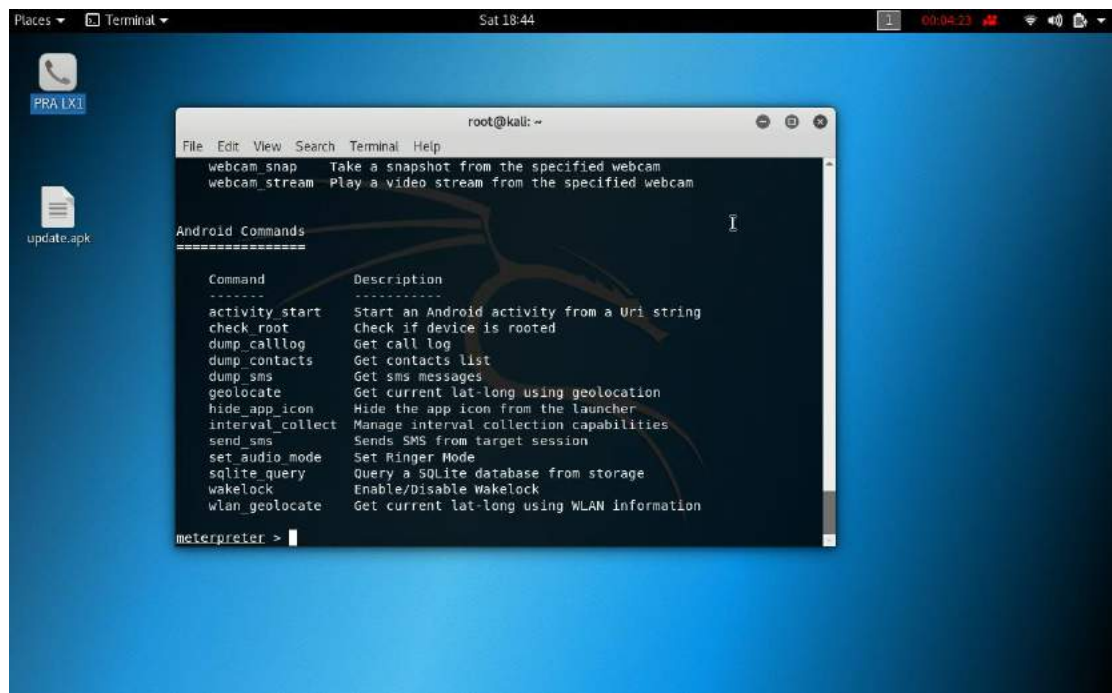 Places Terminal Sat 18:44 1 00:04:23
PRA LX1
update.apk
root@kali: ~
File Edit View Search Terminal Help
webcam_snap Take a snapshot from the specified webcam
webcam_stream Play a video stream from the specified webcam
Android Commands
================
Command Description
------- -----------
activity_start Start an Android activity from a Uri string
check_root Check if device is rooted
dump_calllog Get call log
dump_contacts Get contacts list
dump_sms Get sms messages
geolocate Get current lat-long using geolocation
hide_app_icon Hide the app icon from the launcher
interval_collect Manage interval collection capabilities
send_sms Sends SMS from target session
set_audio_mode Set Ringer Mode
sqlite_query Query a SQLite database from storage
wakelock Enable/Disable Wakelock
wlan_geolocate Get current lat-long using WLAN information
meterpreter >